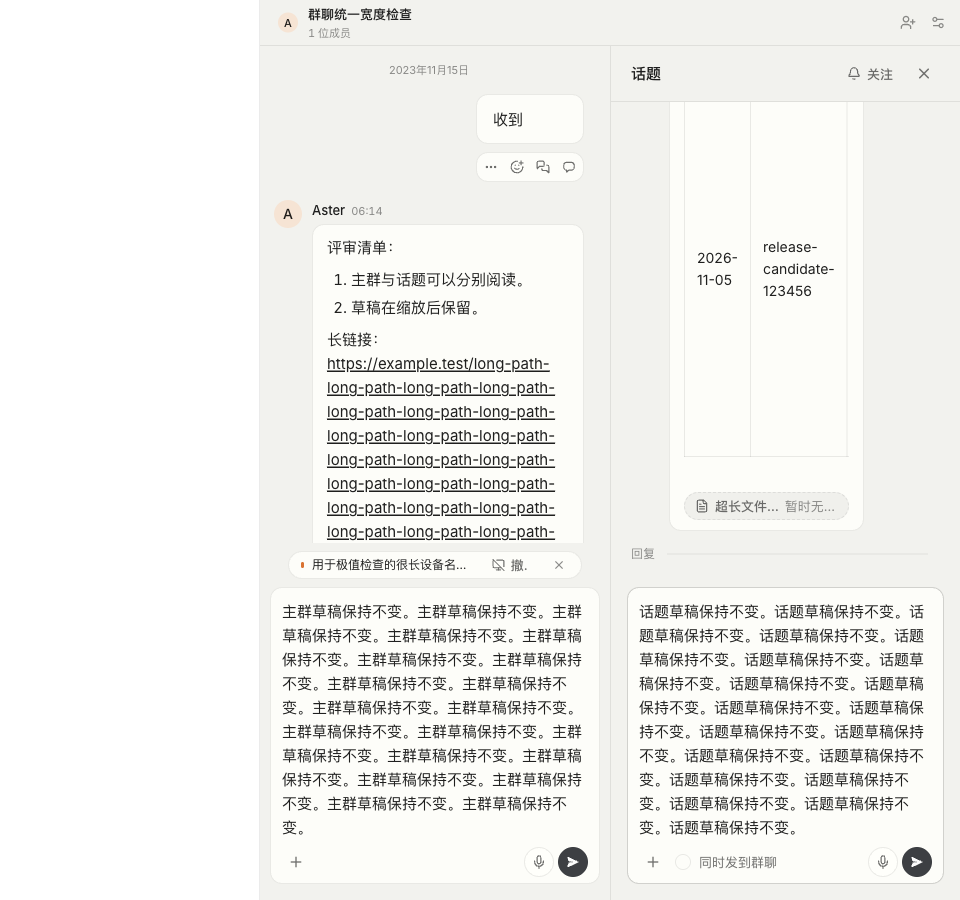 A
群聊统一宽度检查
1 位成员
2023年11月15日
收到
A
Aster 06:14
评审清单：
1. 主群与话题可以分别阅读。
2. 草稿在缩放后保留。
长链接：
https://example.test/long-path-
long-path-long-path-long-path-
long-path-long-path-long-path-
long-path-long-path-long-path-
long-path-long-path-long-path-
long-path-long-path-long-path-
long-path-long-path-long-path-
long-path-long-path-long-path-
用于极值检查的很长设备名... 撤.
主群草稿保持不变。主群草稿保持不变。主群
草稿保持不变。主群草稿保持不变。主群草稿
保持不变。主群草稿保持不变。主群草稿保持
不变。主群草稿保持不变。主群草稿保持不
变。主群草稿保持不变。主群草稿保持不变。
主群草稿保持不变。主群草稿保持不变。主群
草稿保持不变。主群草稿保持不变。主群草稿
保持不变。主群草稿保持不变。主群草稿保持
不变。主群草稿保持不变。主群草稿保持不
变。
话题
关注
2026-
11-05
release-
candidate-
123456
超长文件... 暂时无...
回复
话题草稿保持不变。话题草稿保持不变。话
题草稿保持不变。话题草稿保持不变。话题
草稿保持不变。话题草稿保持不变。话题草
稿保持不变。话题草稿保持不变。话题草稿
保持不变。话题草稿保持不变。话题草稿保
持不变。话题草稿保持不变。话题草稿保持
不变。话题草稿保持不变。话题草稿保持不
变。话题草稿保持不变。话题草稿保持不
变。话题草稿保持不变。话题草稿保持不
变。话题草稿保持不变。
同时发到群聊